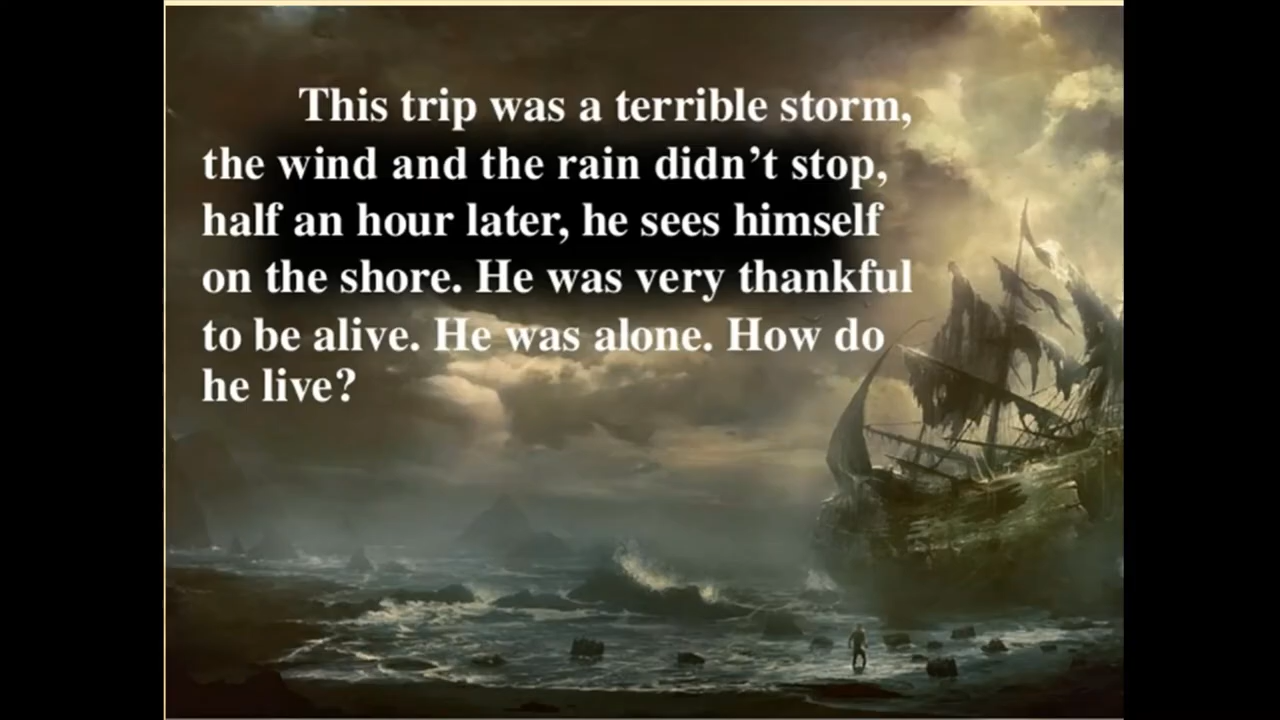 This trip was a terrible storm,
the wind and the rain didn’t stop,
half an hour later, he sees himself
on the shore. He was very thankful
to be alive. He was alone. How do
he live?